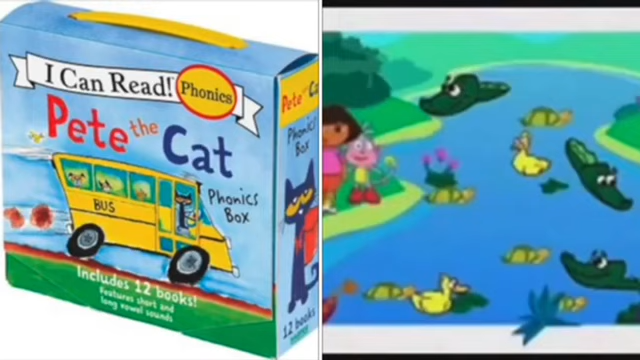 I Can Read!
Phonics
Pete the Cat
BUS
Phonics
Box
Includes 12 books!
Features short and
long vowel sounds
Pete the Ca
Phonics
Box
12 books